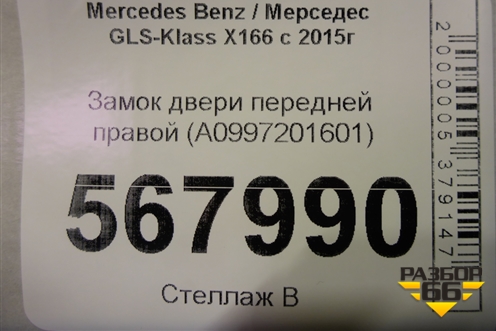 Mercedes Benz / Мерседес
GLS-Klass X166 с 2015г
Замок двери передней
правой (A0997201601)
567990
Стеллаж В
2000005379147
РАЗБОР
66